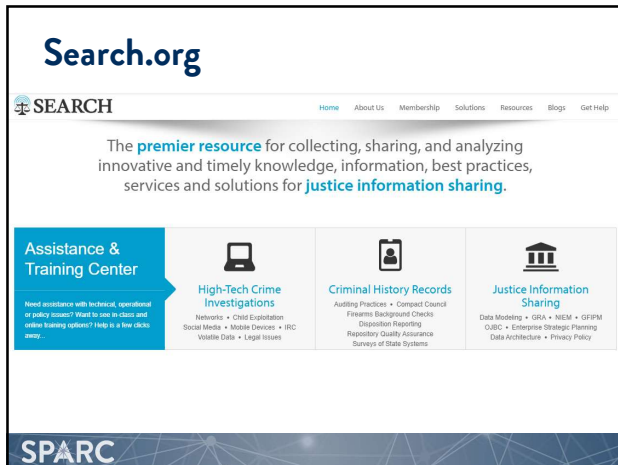 Search.org
SEARCH
Home About Us Membership Solutions Resources Blogs Get Help
The premier resource for collecting, sharing, and analyzing
innovative and timely knowledge, information, best practices,
services and solutions for justice information sharing.
Assistance &
Training Center
Need assistance with technical, operational
or policy issues? Want to see in-class and
online training options? Help is a few clicks
away...
High-Tech Crime
Investigations
Networks • Child Exploitation
Social Media • Mobile Devices • IRC
Volatile Data • Legal Issues
Criminal History Records
Auditing Practices • Compact Council
Firearms Background Checks
Disposition Reporting
Repository Quality Assurance
Surveys of State Systems
Justice Information
Sharing
Data Modeling • GRA • NIEM • GFIPM
OJBC • Enterprise Strategic Planning
Data Architecture • Privacy Policy
SPARC